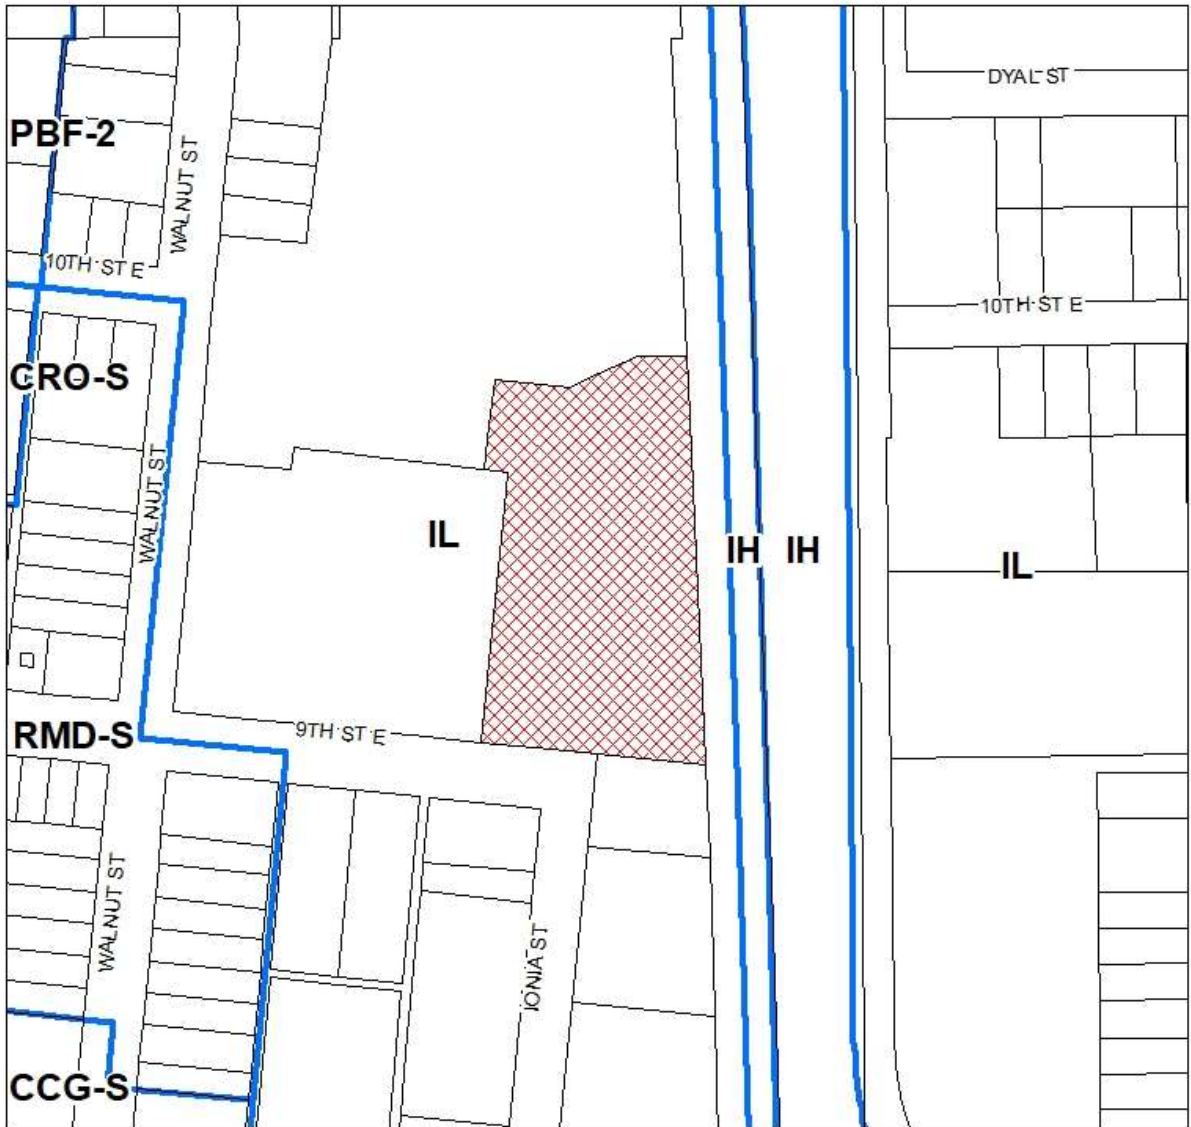 DYAL ST
PBF-2
WALNUT ST
10TH ST E
10TH ST E
CRO-S
WALNUT ST
IL
IH
IH
IL
RMD-S
9TH ST E
WALNUT ST
IONIA ST
CCG-S